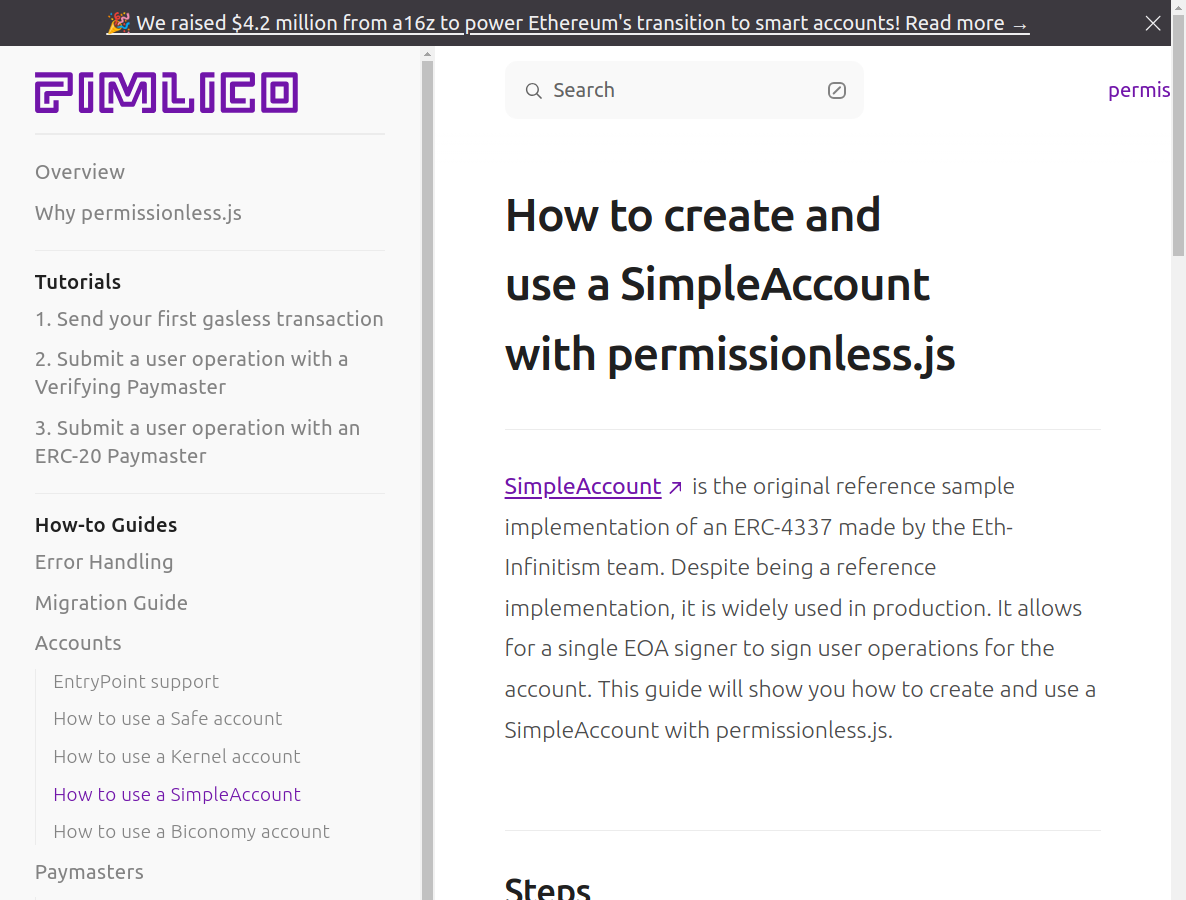 🎉 We raised $4.2 million from a16z to power Ethereum's transition to smart accounts! Read more →
PIMLICO
Overview
Why permissionless.js
Tutorials
1. Send your first gasless transaction
2. Submit a user operation with a
Verifying Paymaster
3. Submit a user operation with an
ERC-20 Paymaster
How-to Guides
Error Handling
Migration Guide
Accounts
EntryPoint support
How to use a Safe account
How to use a Kernel account
How to use a SimpleAccount
How to use a Biconomy account
Paymasters
Search
permis
How to create and
use a SimpleAccount
with permissionless.js
SimpleAccount is the original reference sample
implementation of an ERC-4337 made by the Eth-
Infinitism team. Despite being a reference
implementation, it is widely used in production. It allows
for a single EOA signer to sign user operations for the
account. This guide will show you how to create and use a
SimpleAccount with permissionless.js.
Steps